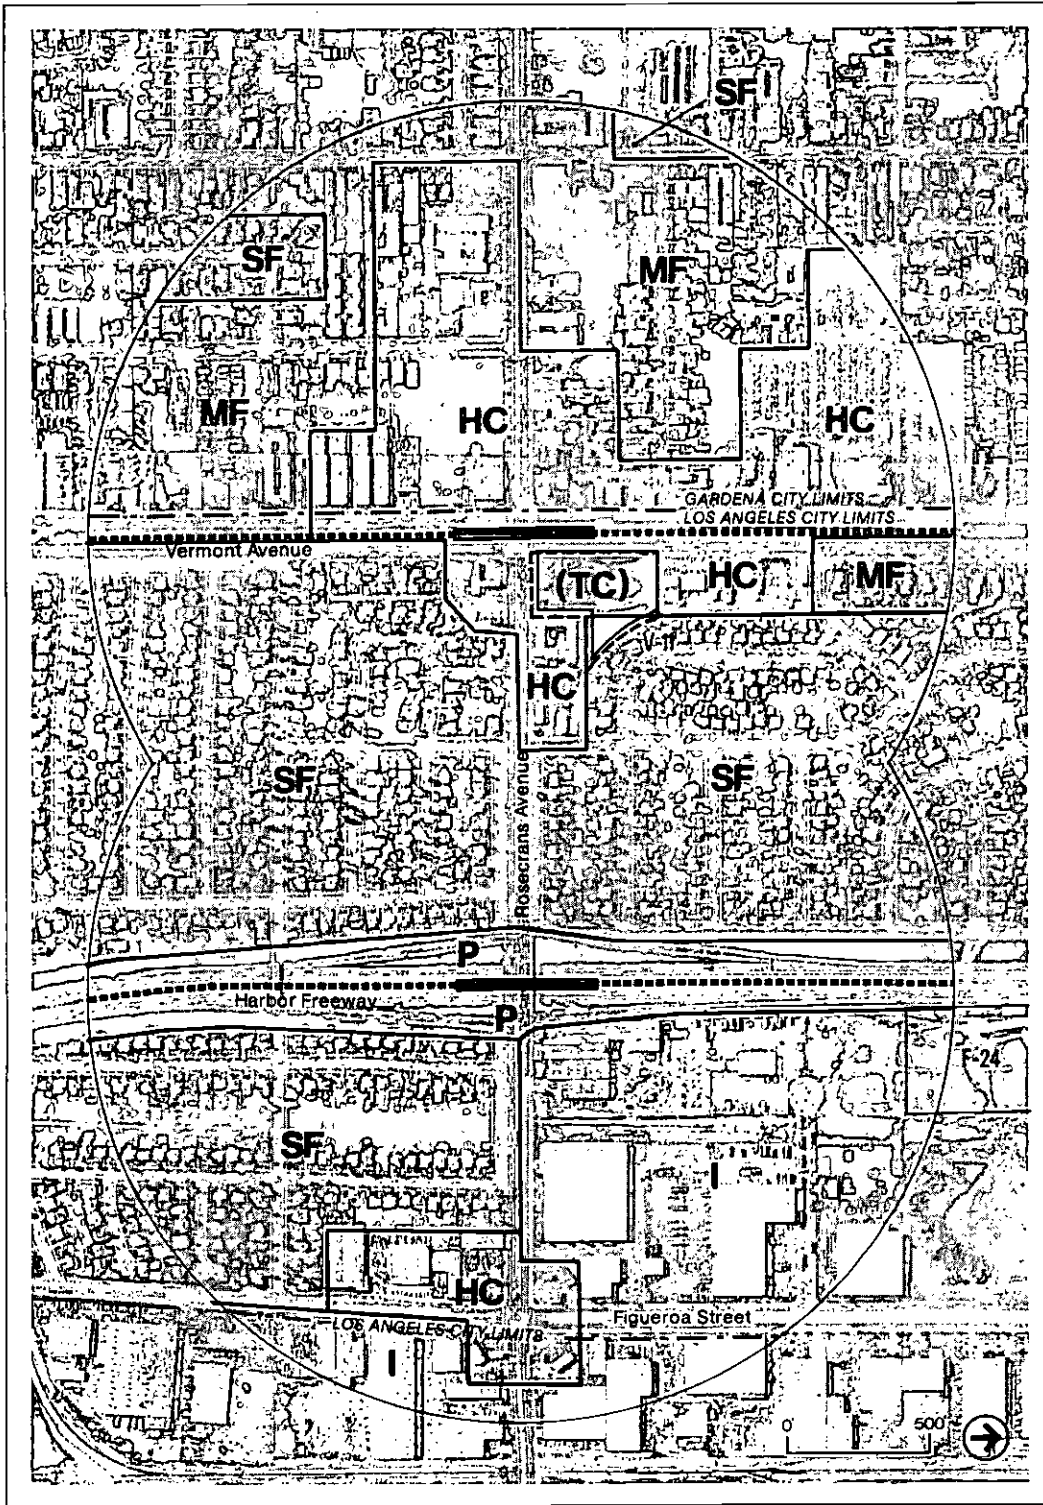 SF
SF
MF
MF
HC
HC
GARDENA CITY LIMITS
LOS ANGELES CITY LIMITS
Vermont Avenue
(TC)
HC
MF
V-11
HC
SF
SF
Rosecrans Avenue
P
Harbor Freeway
P
F-24
SF
I
HC
Figueroa Street
LOS ANGELES CITY LIMITS
I
0 500